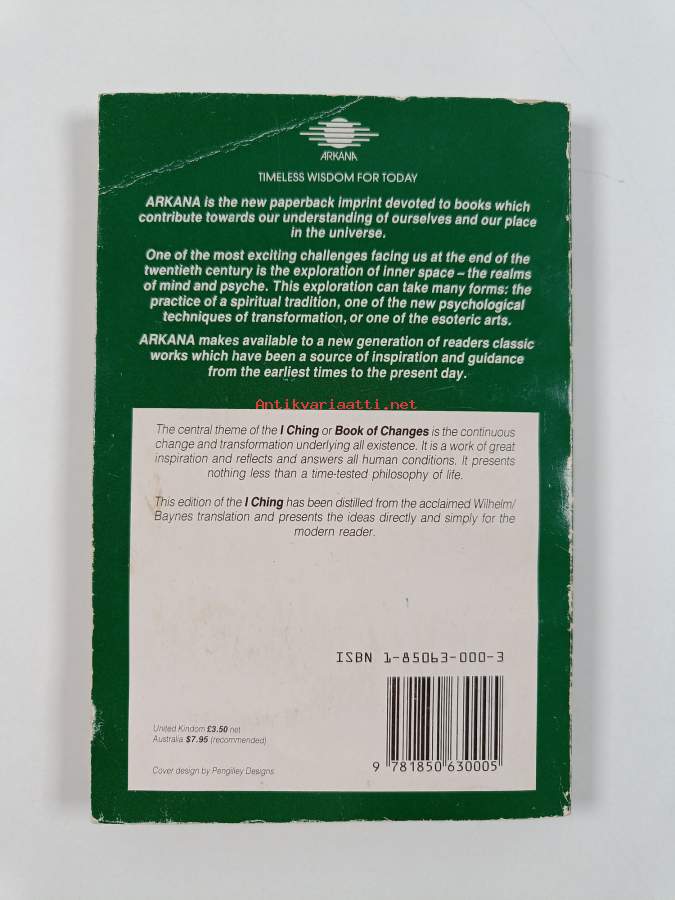 ARKANA
TIMELESS WISDOM FOR TODAY
ARKANA is the new paperback imprint devoted to books which
contribute towards our understanding of ourselves and our place
in the universe.
One of the most exciting challenges facing us at the end of the
twentieth century is the exploration of inner space – the realms
of mind and psyche. This exploration can take many forms: the
practice of a spiritual tradition, one of the new psychological
techniques of transformation, or one of the esoteric arts.
ARKANA makes available to a new generation of readers classic
works which have been a source of inspiration and guidance
from the earliest times to the present day.
Antikvariaatti.net
The central theme of the I Ching or Book of Changes is the continuous
change and transformation underlying all existence. It is a work of great
inspiration and reflects and answers all human conditions. It presents
nothing less than a time-tested philosophy of life.
This edition of the I Ching has been distilled from the acclaimed Wilhelm/
Baynes translation and presents the ideas directly and simply for the
modern reader.
ISBN 1-85063-000-3
9 781850 630005
United Kindom £3.50 net
Australia $7.95 (recommended)
Cover design by Pengilley Designs